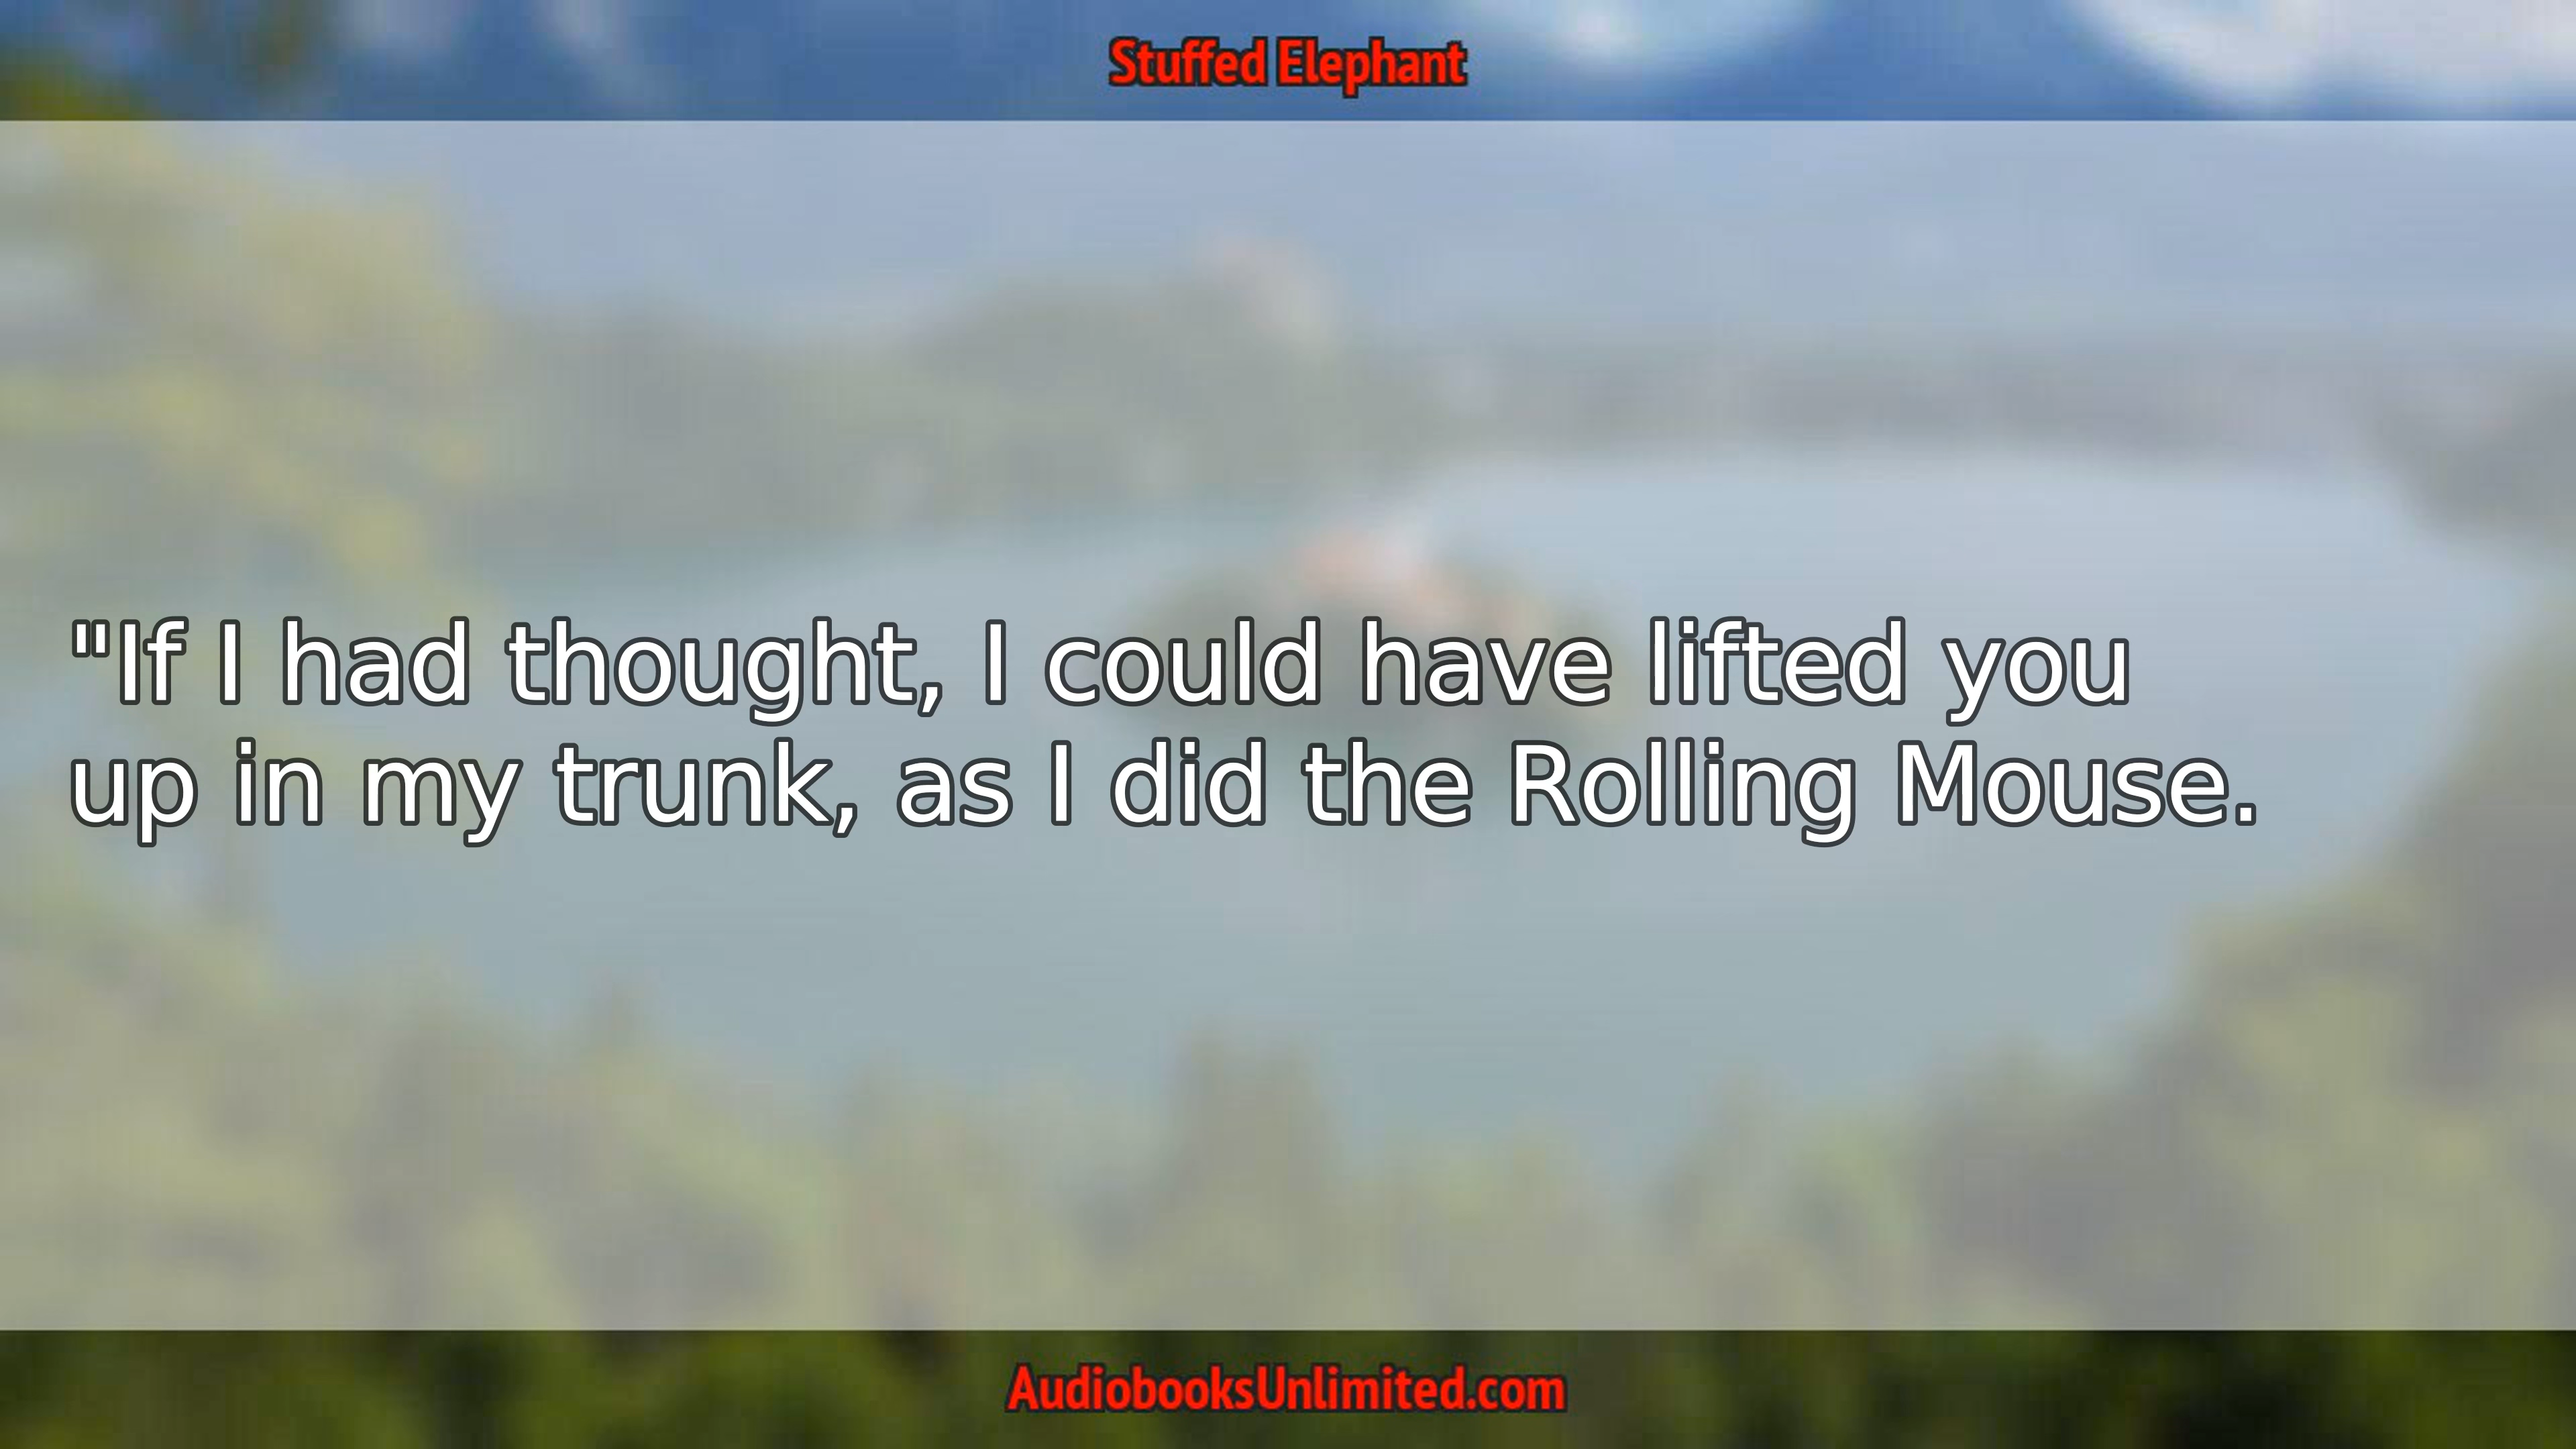 Stuffed Elephant
"If I had thought, I could have lifted you
up in my trunk, as I did the Rolling Mouse.
AudiobooksUnlimited.com